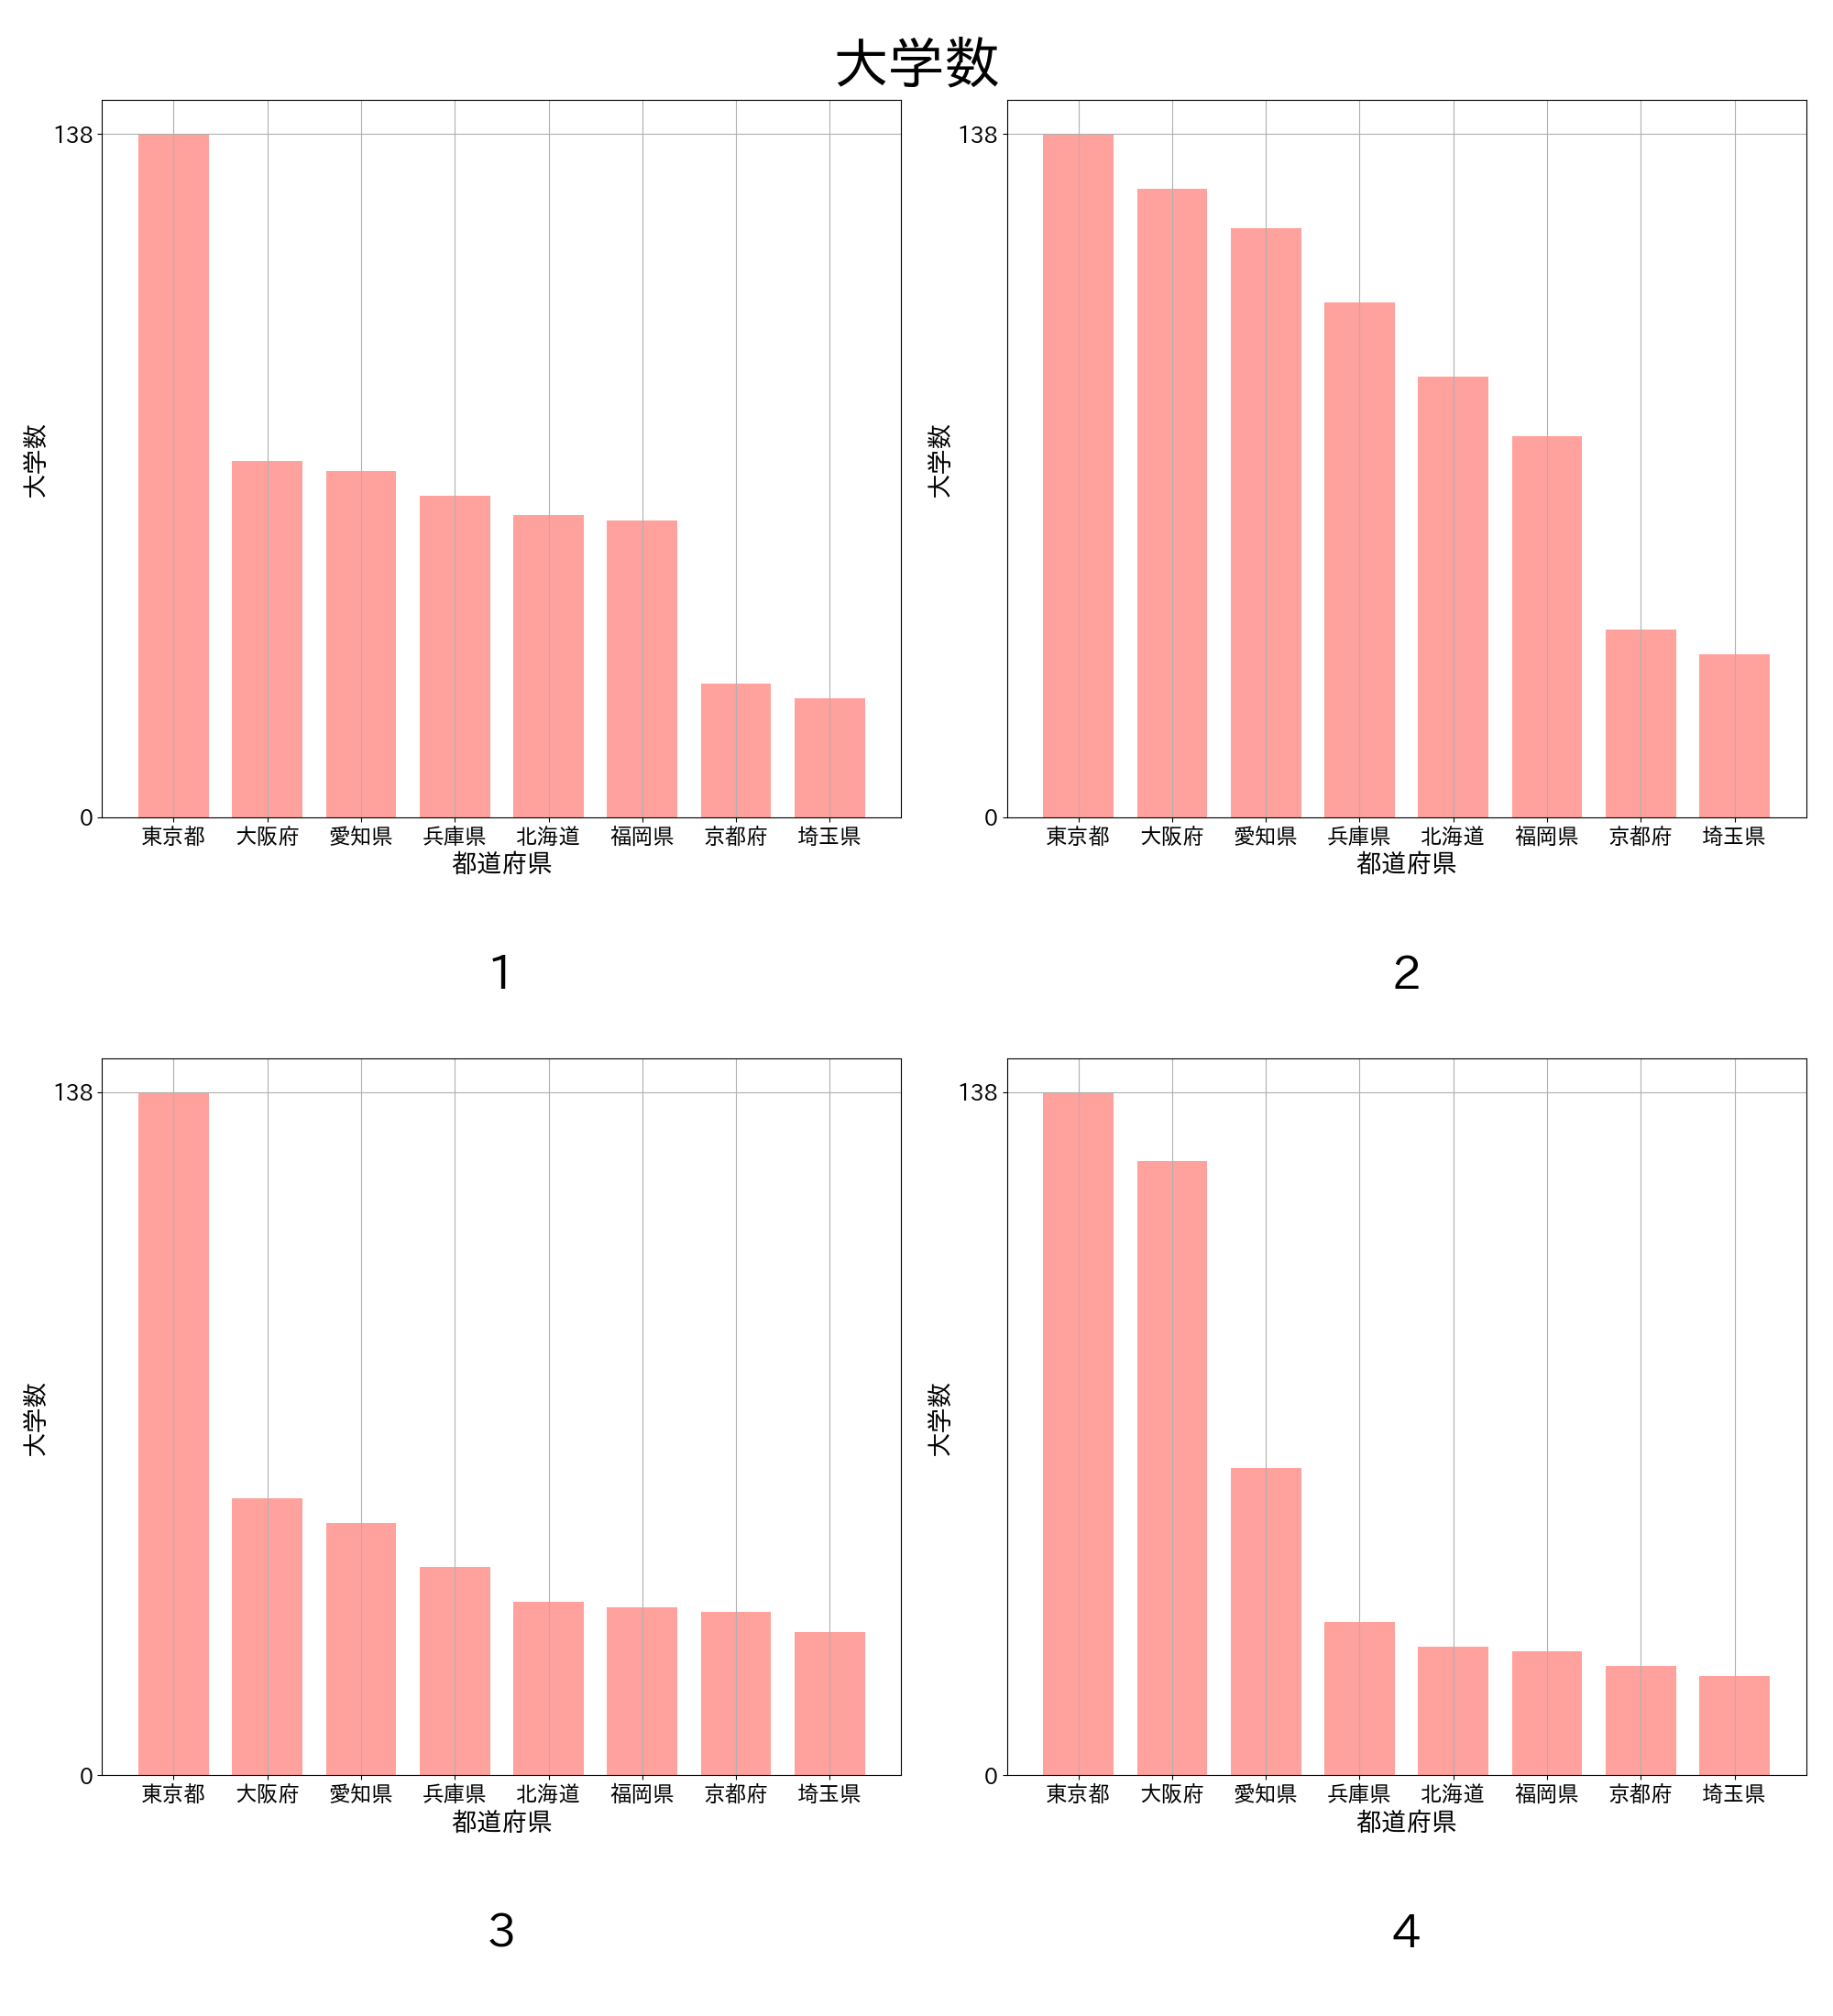 大学数
138
0
大学数
東京都 大阪府 愛知県 兵庫県 北海道 福岡県 京都府 埼玉県
都道府県
1
138
0
大学数
東京都 大阪府 愛知県 兵庫県 北海道 福岡県 京都府 埼玉県
都道府県
2
138
0
大学数
東京都 大阪府 愛知県 兵庫県 北海道 福岡県 京都府 埼玉県
都道府県
3
138
0
大学数
東京都 大阪府 愛知県 兵庫県 北海道 福岡県 京都府 埼玉県
都道府県
4